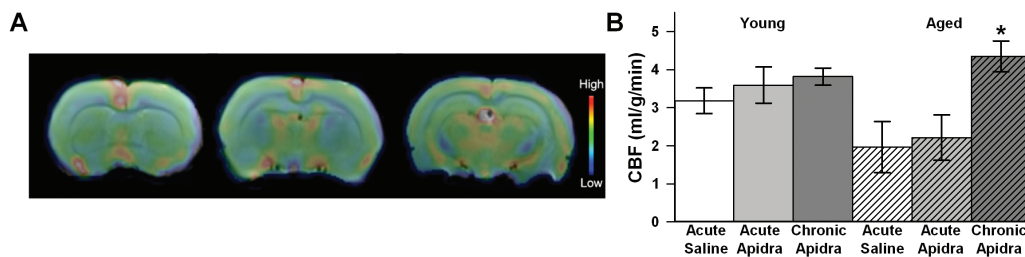 A
High
Low
B
Young
Aged
*
CBF (ml/g/min)
5
4
3
2
1
0
Acute Saline
Acute Apidra
Chronic Apidra
Acute Saline
Acute Apidra
Chronic Apidra